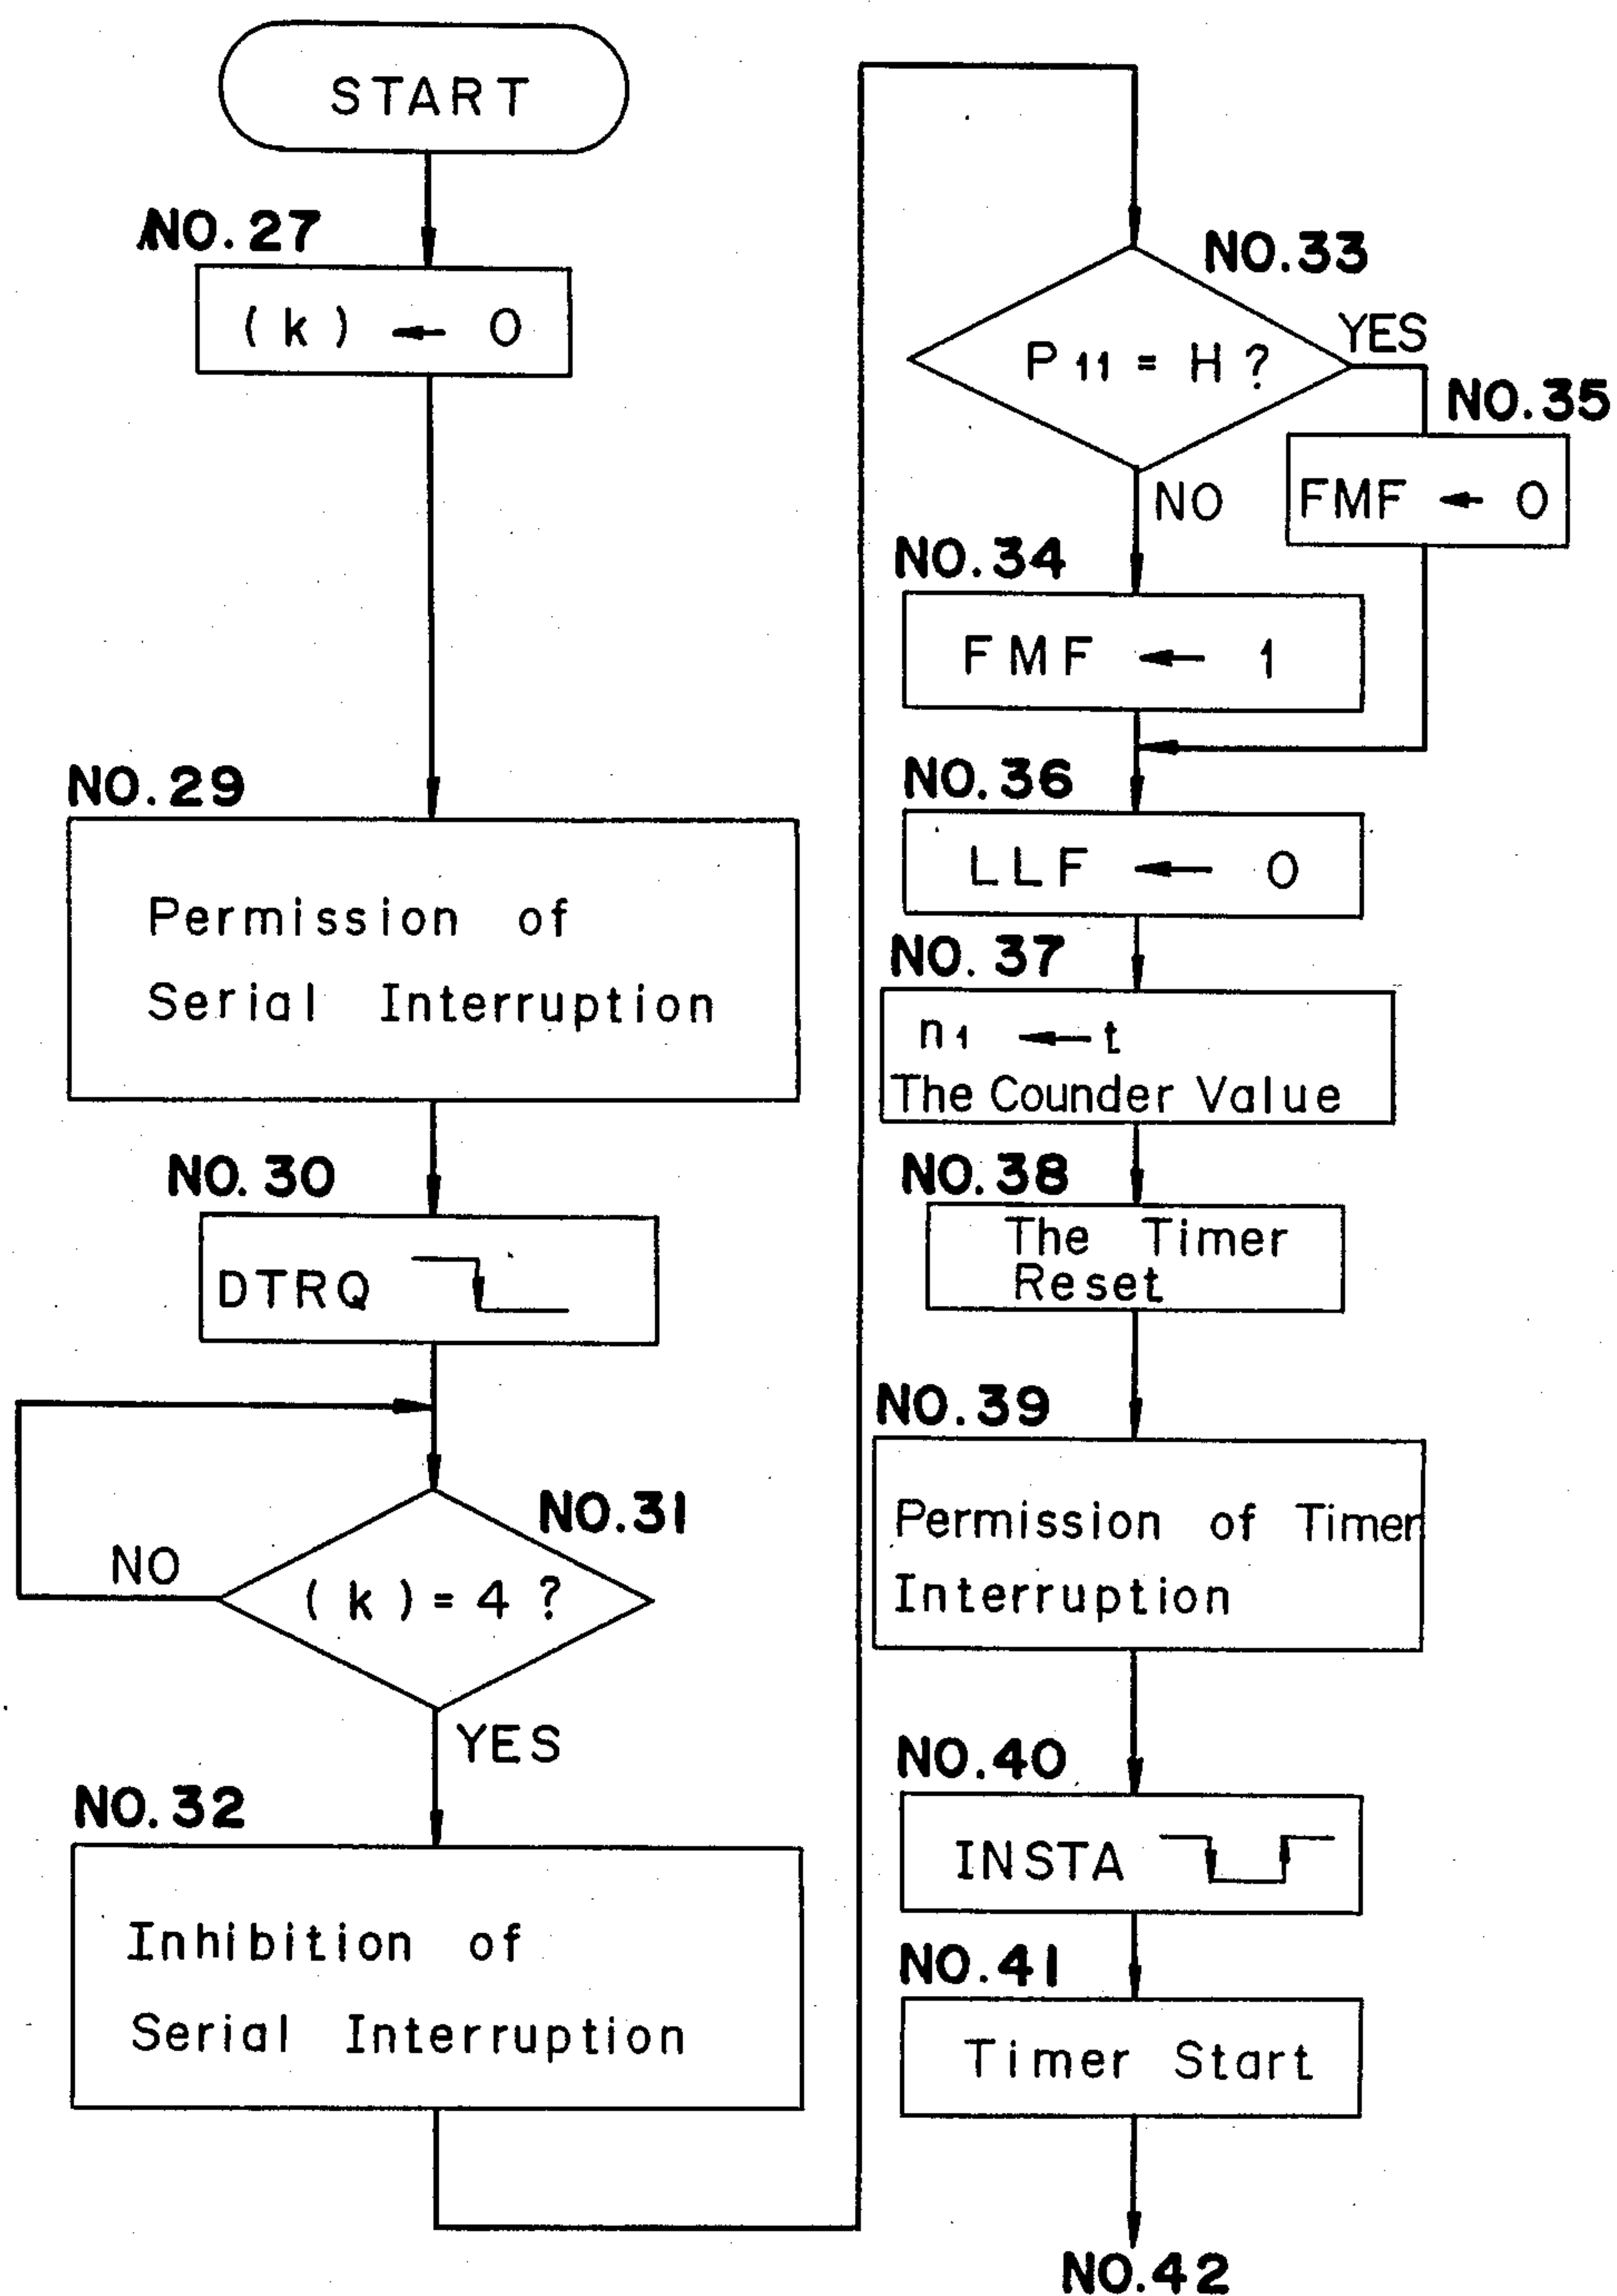 START
NO.27
(k) ← 0
NO.29
Permission of
Serial Interruption
NO.30
DTRQ
NO.31
(k) = 4 ?
NO
YES
NO.32
Inhibition of
Serial Interruption
NO.33
P11 = H ?
YES
NO
NO.35
FMF ← 0
NO.34
FMF ← 1
NO.36
LLF ← 0
NO.37
n1 ← t
The Counder Value
NO.38
The Timer
Reset
NO.39
Permission of Timer
Interruption
NO.40
INSTA
NO.41
Timer Start
NO.42